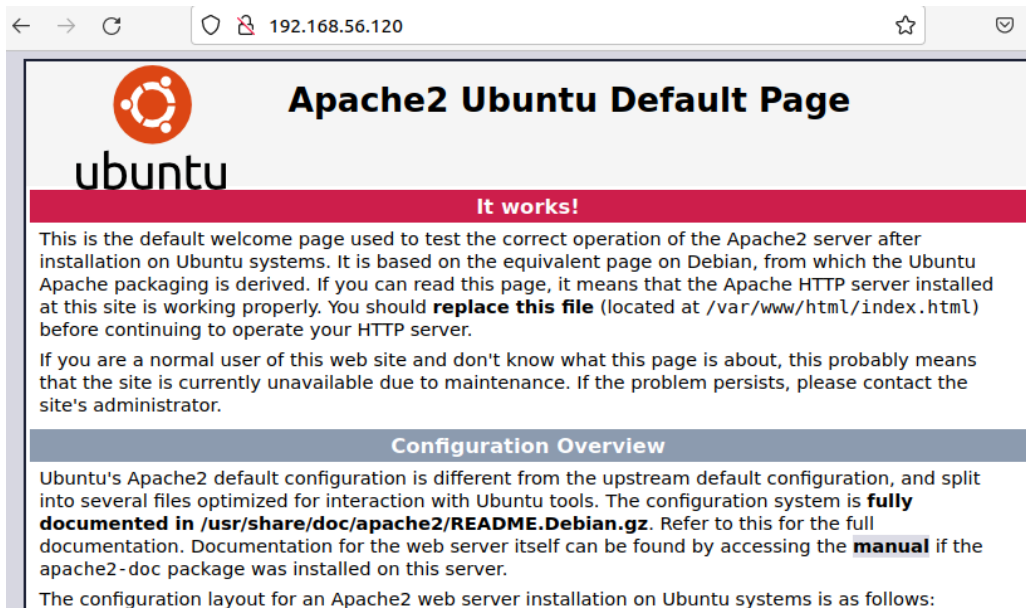 192.168.56.120
Apache2 Ubuntu Default Page
ubuntu
It works!
This is the default welcome page used to test the correct operation of the Apache2 server after
installation on Ubuntu systems. It is based on the equivalent page on Debian, from which the Ubuntu
Apache packaging is derived. If you can read this page, it means that the Apache HTTP server installed
at this site is working properly. You should replace this file (located at /var/www/html/index.html)
before continuing to operate your HTTP server.
If you are a normal user of this web site and don't know what this page is about, this probably means
that the site is currently unavailable due to maintenance. If the problem persists, please contact the
site's administrator.
Configuration Overview
Ubuntu's Apache2 default configuration is different from the upstream default configuration, and split
into several files optimized for interaction with Ubuntu tools. The configuration system is fully
documented in /usr/share/doc/apache2/README.Debian.gz. Refer to this for the full
documentation. Documentation for the web server itself can be found by accessing the manual if the
apache2-doc package was installed on this server.
The configuration layout for an Apache2 web server installation on Ubuntu systems is as follows: